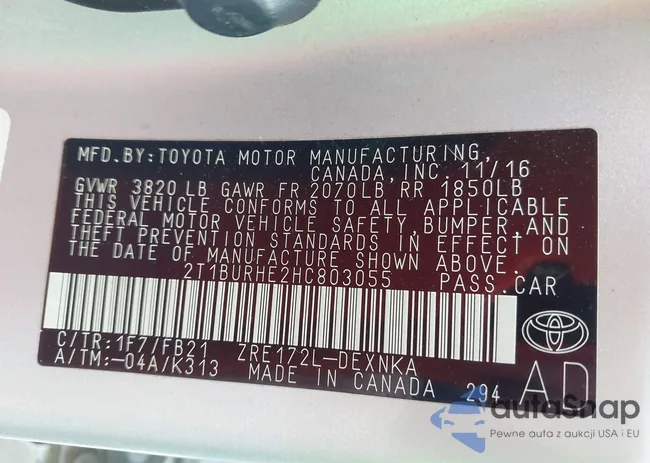 MFD. BY: TOYOTA MOTOR MANUFACTURING,
CANADA, INC. 11/16
GVWR 3820 LB GAWR FR 2070LB RR 1850LB
THIS VEHICLE CONFORMS TO ALL APPLICABLE
FEDERAL MOTOR VEHICLE SAFETY, BUMPER, AND
THEFT PREVENTION STANDARDS IN EFFECT ON
THE DATE OF MANUFACTURE SHOWN ABOVE.
2T1BURHE2HC803055 PASS. CAR
C/TR: 1F7/FB21 ZRE172L-DEXNKA
A/TM: -04A/K313 MADE IN CANADA 294 AD
autoSnap
Pewne auta z aukcji USA i EU